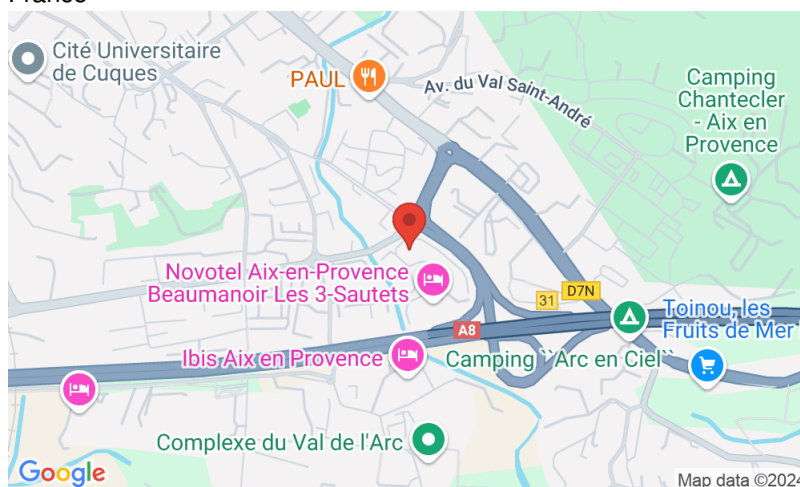 France
Cité Universitaire
de Cuques
PAUL
Av. du Val Saint-André
Camping
Chantecler
- Aix en
Provence
Novotel Aix-en-Provence
Beaumanoir Les 3-Sautets
31
D7N
A8
Toinou, les
Fruits de Mer
Ibis Aix en Provence
Camping ``Arc en Ciel``
Complexe du Val de l'Arc
Google
Map data ©2024